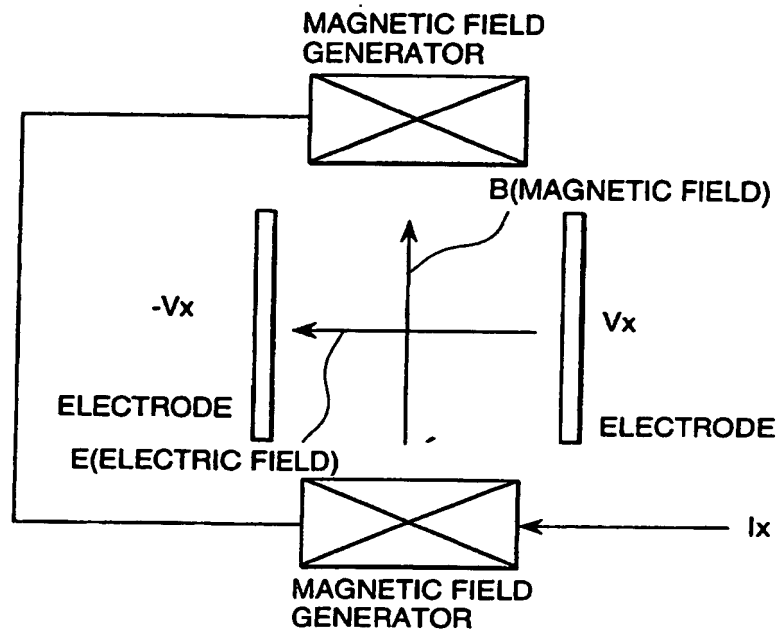 MAGNETIC FIELD
GENERATOR
B(MAGNETIC FIELD)
-Vx
Vx
ELECTRODE
ELECTRODE
E(ELECTRIC FIELD)
Ix
MAGNETIC FIELD
GENERATOR